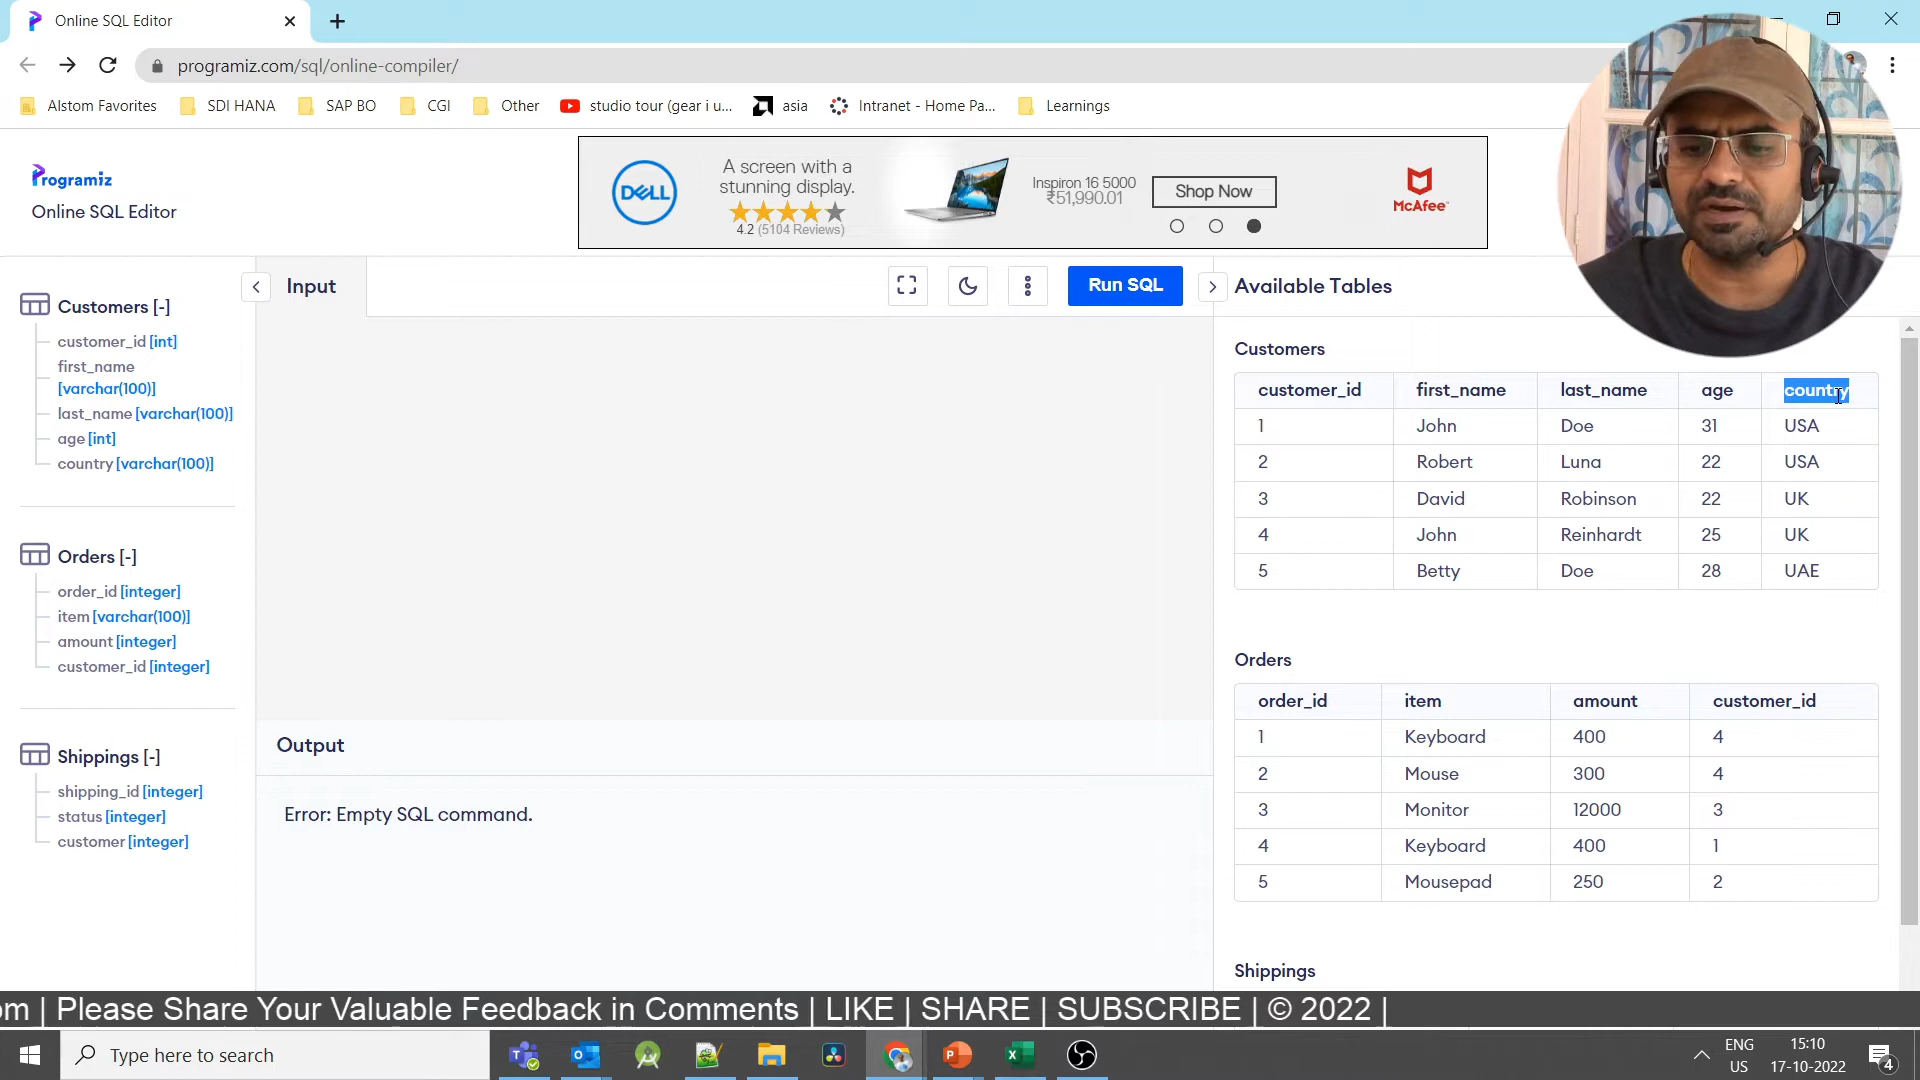 Online SQL Editor
programiz.com/sql/online-compiler/
Alstom Favorites
SDI HANA
SAP BO
CGI
Other
studio tour (gear i u...
asia
Intranet - Home Pa...
Learnings
Programiz
Online SQL Editor
DELL
A screen with a
stunning display.
4.2 (5104 Reviews)
Inspiron 16 5000
₹51,990.01
Shop Now
McAfee
Customers [-]
customer_id [int]
first_name
[varchar(100)]
last_name [varchar(100)]
age [int]
country [varchar(100)]
Orders [-]
order_id [integer]
item [varchar(100)]
amount [integer]
customer_id [integer]
Shippings [-]
shipping_id [integer]
status [integer]
customer [integer]
Input
Run SQL
Output
Error: Empty SQL command.
Available Tables
Customers
customer_id first_name last_name age country
1 John Doe 31 USA
2 Robert Luna 22 USA
3 David Robinson 22 UK
4 John Reinhardt 25 UK
5 Betty Doe 28 UAE
Orders
order_id item amount customer_id
1 Keyboard 400 4
2 Mouse 300 4
3 Monitor 12000 3
4 Keyboard 400 1
5 Mousepad 250 2
Shippings
om | Please Share Your Valuable Feedback in Comments | LIKE | SHARE | SUBSCRIBE | © 2022 |
Type here to search
ENG
US
15:10
17-10-2022
4